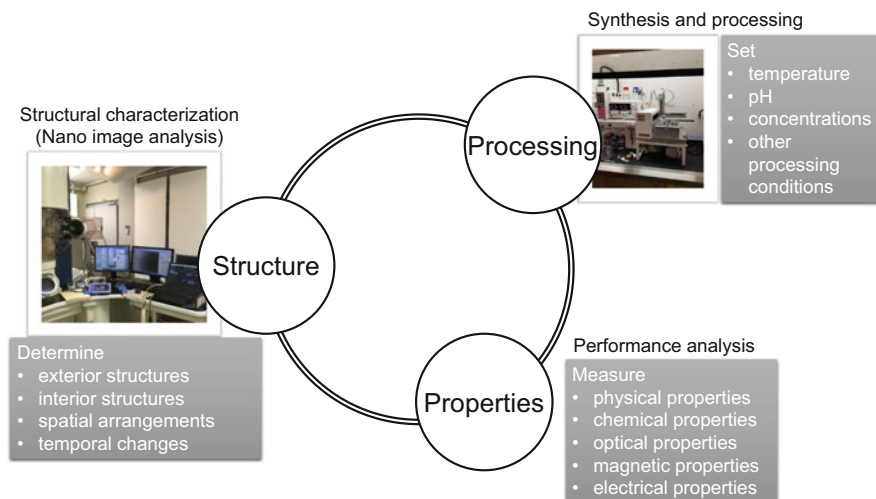 Synthesis and processing
Set
• temperature
• pH
• concentrations
• other
processing
conditions
Processing
Structural characterization
(Nano image analysis)
Structure
Determine
• exterior structures
• interior structures
• spatial arrangements
• temporal changes
Properties
Performance analysis
Measure
• physical properties
• chemical properties
• optical properties
• magnetic properties
• electrical properties